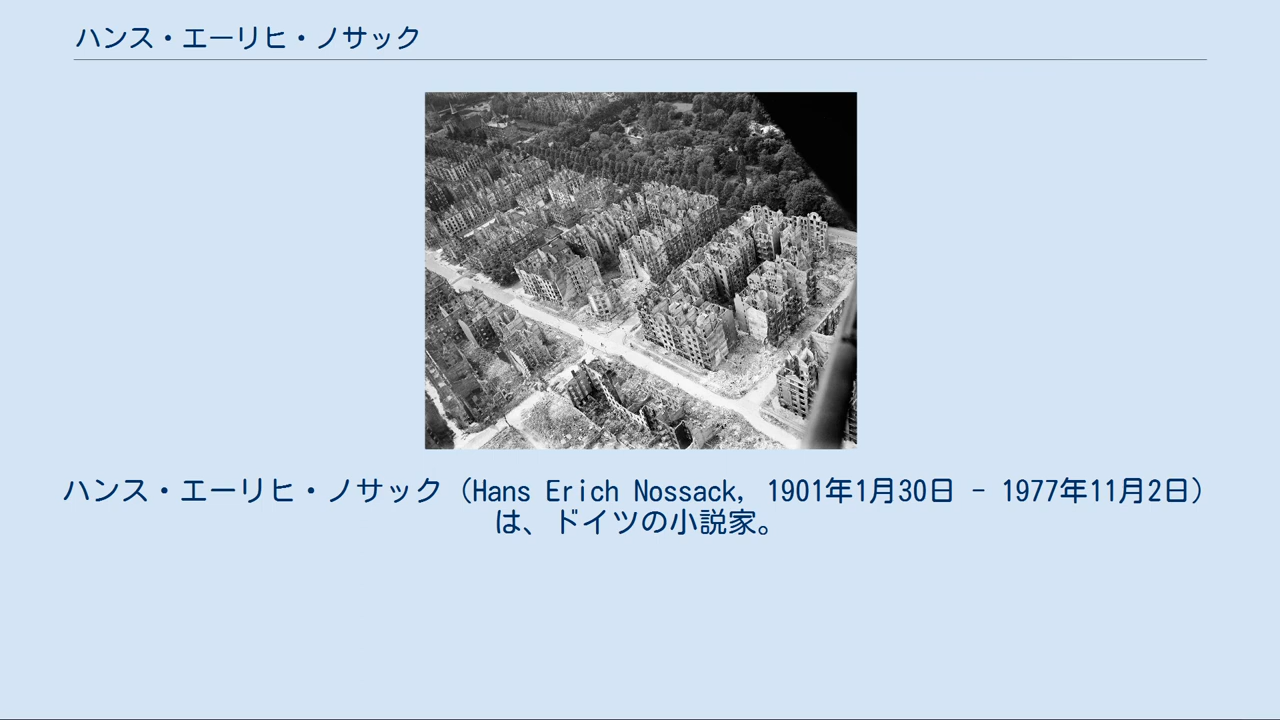 ハンス・エーリヒ・ノサック
ハンス・エーリヒ・ノサック（Hans Erich Nossack, 1901年1月30日 - 1977年11月2日）
は、ドイツの小説家。